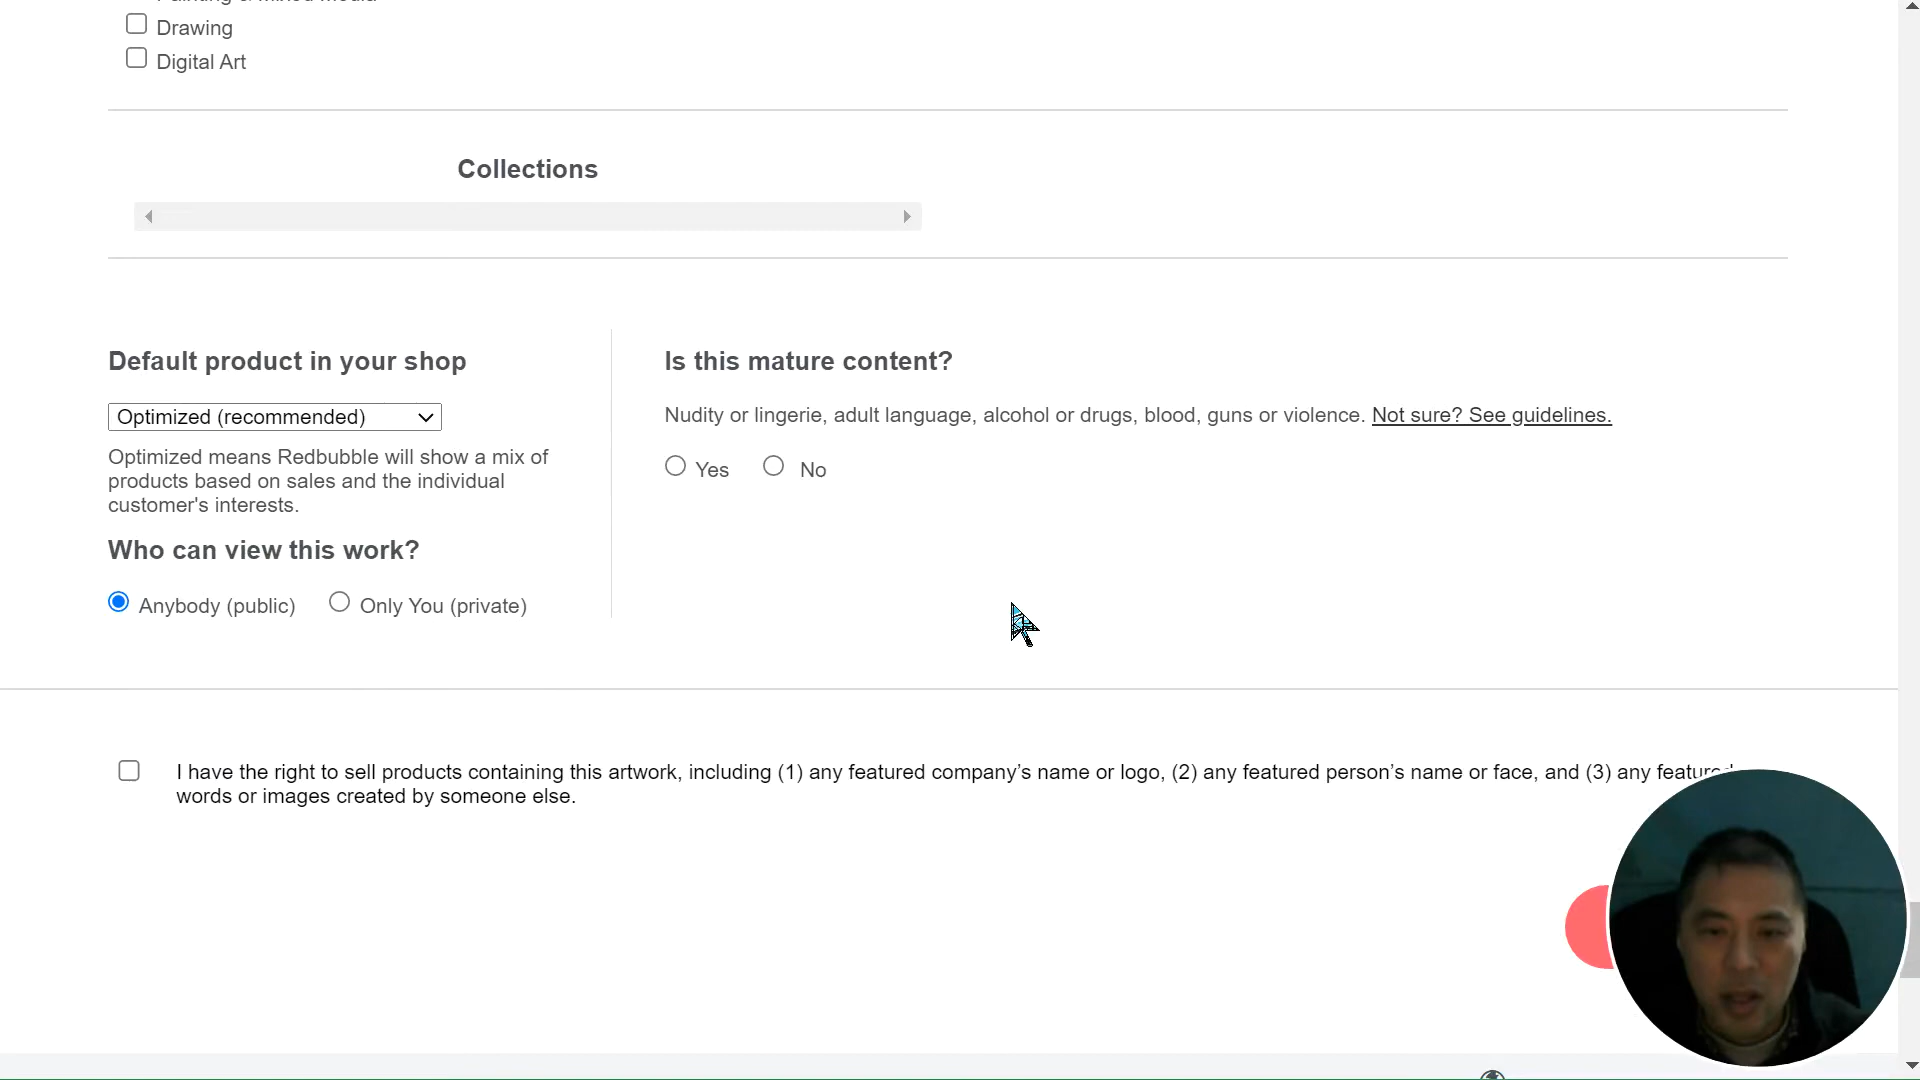 Drawing
Digital Art
Collections
Default product in your shop
Optimized (recommended)
Optimized means Redbubble will show a mix of
products based on sales and the individual
customer's interests.
Who can view this work?
Anybody (public) Only You (private)
Is this mature content?
Nudity or lingerie, adult language, alcohol or drugs, blood, guns or violence. Not sure? See guidelines.
Yes No
I have the right to sell products containing this artwork, including (1) any featured company’s name or logo, (2) any featured person’s name or face, and (3) any featured
words or images created by someone else.